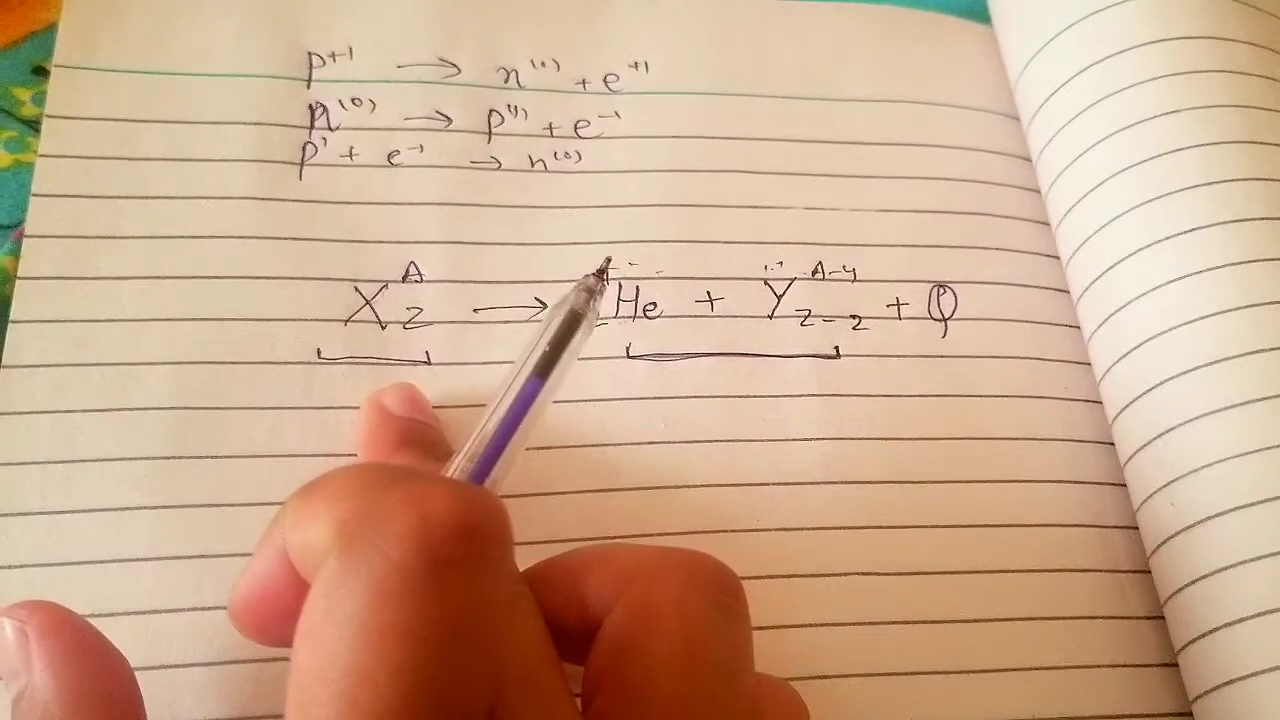 p⁺¹ → n⁽⁰⁾ + e⁺¹
n⁽⁰⁾ → p⁽¹⁾ + e⁻¹
p¹ + e⁻¹ → n⁽⁰⁾
X^A_Z → He + Y^{A-4}_{Z-2} + Q